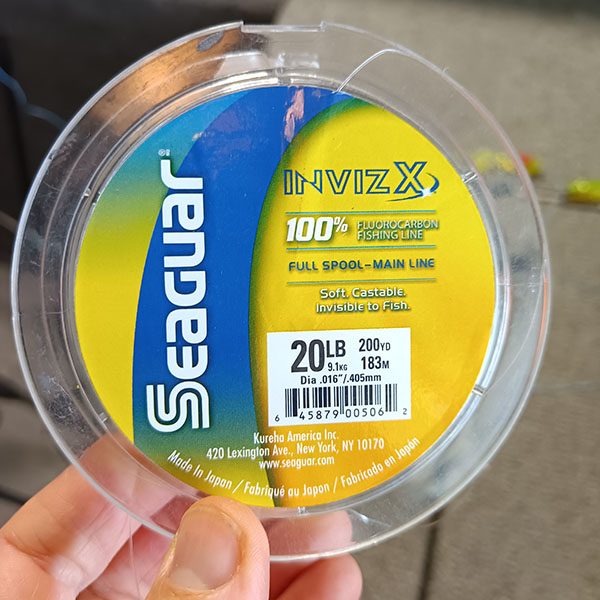 Seaguar®
INVIZX
100% FLUOROCARBON
FISHING LINE
FULL SPOOL-MAIN LINE
Soft. Castable.
Invisible to Fish.
20LB 200YD
9.1KG 183M
Dia .016"/.405mm
6 45879 00506 2
Kureha America Inc.
420 Lexington Ave., New York, NY 10170
www.seaguar.com
Made In Japan / Fabriqué au Japon / Fabricado en Japón